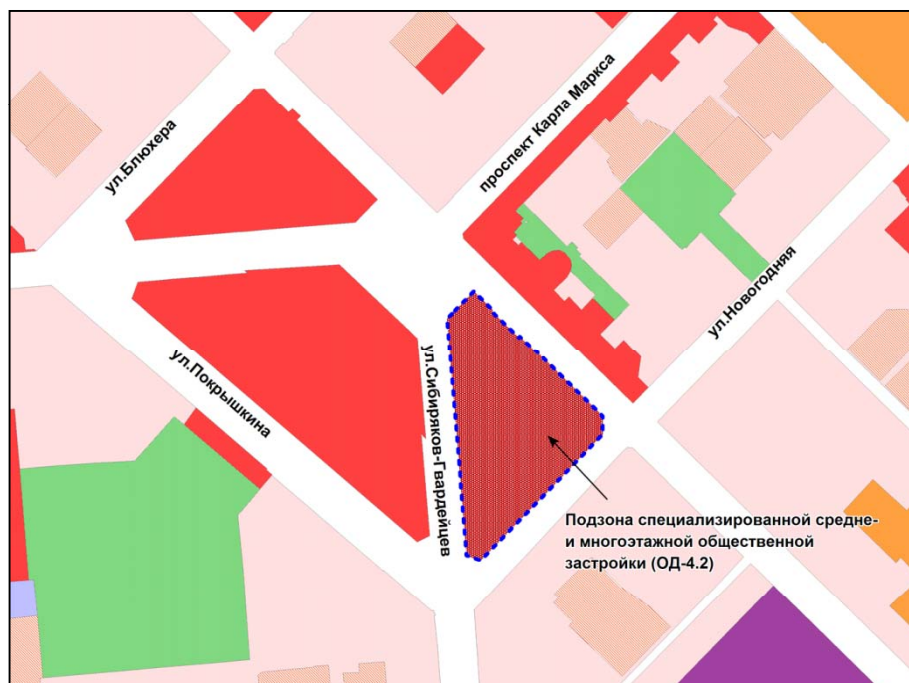 проспект Карла Маркса
ул.Блюхера
ул.Новогодняя
ул.Покрышкина
ул.Сибиряков-Гвардейцев
Подзона специализированной средне-
и многоэтажной общественной
застройки (ОД-4.2)